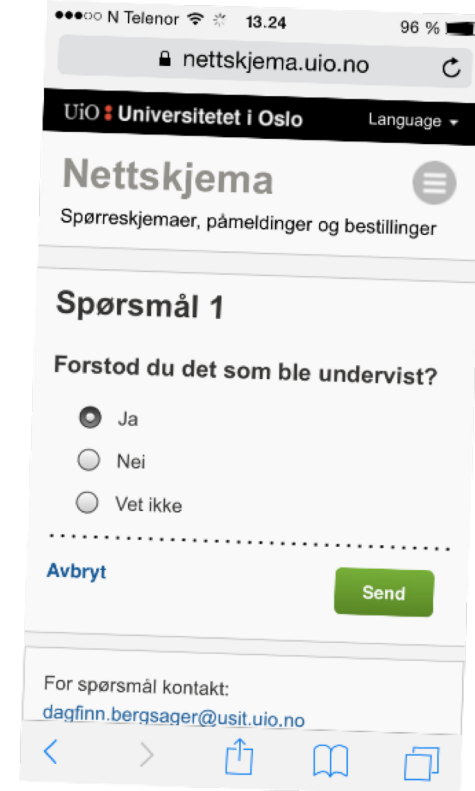 N Telenor 13.24 96 %
nettskjema.uio.no
UiO : Universitetet i Oslo Language
Nettskjema
Spørreskjemaer, påmeldinger og bestillinger
Spørsmål 1
Forstod du det som ble undervist?
Ja
Nei
Vet ikke
Avbryt Send
For spørsmål kontakt:
dagfinn.bergsager@usit.uio.no